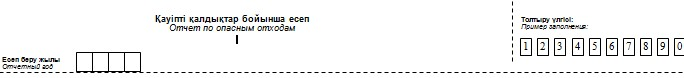 Қауіпті қалдықтар бойынша есеп
Отчет по опасным отходам
Толтыру үлгісі:
Пример заполнения:
1 2 3 4 5 6 7 8 9 0
Есеп беру жылы
Отчетный год